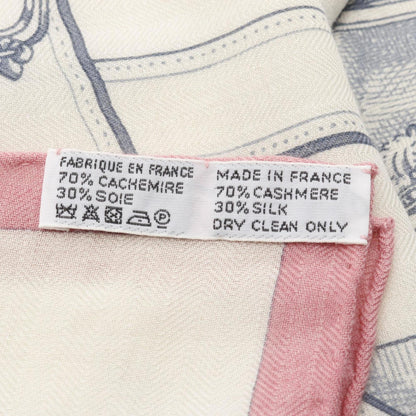 FABRIQUE EN FRANCE
70% CACHEMIRE
30% SOIE
MADE IN FRANCE
70% CASHMERE
30% SILK
DRY CLEAN ONLY